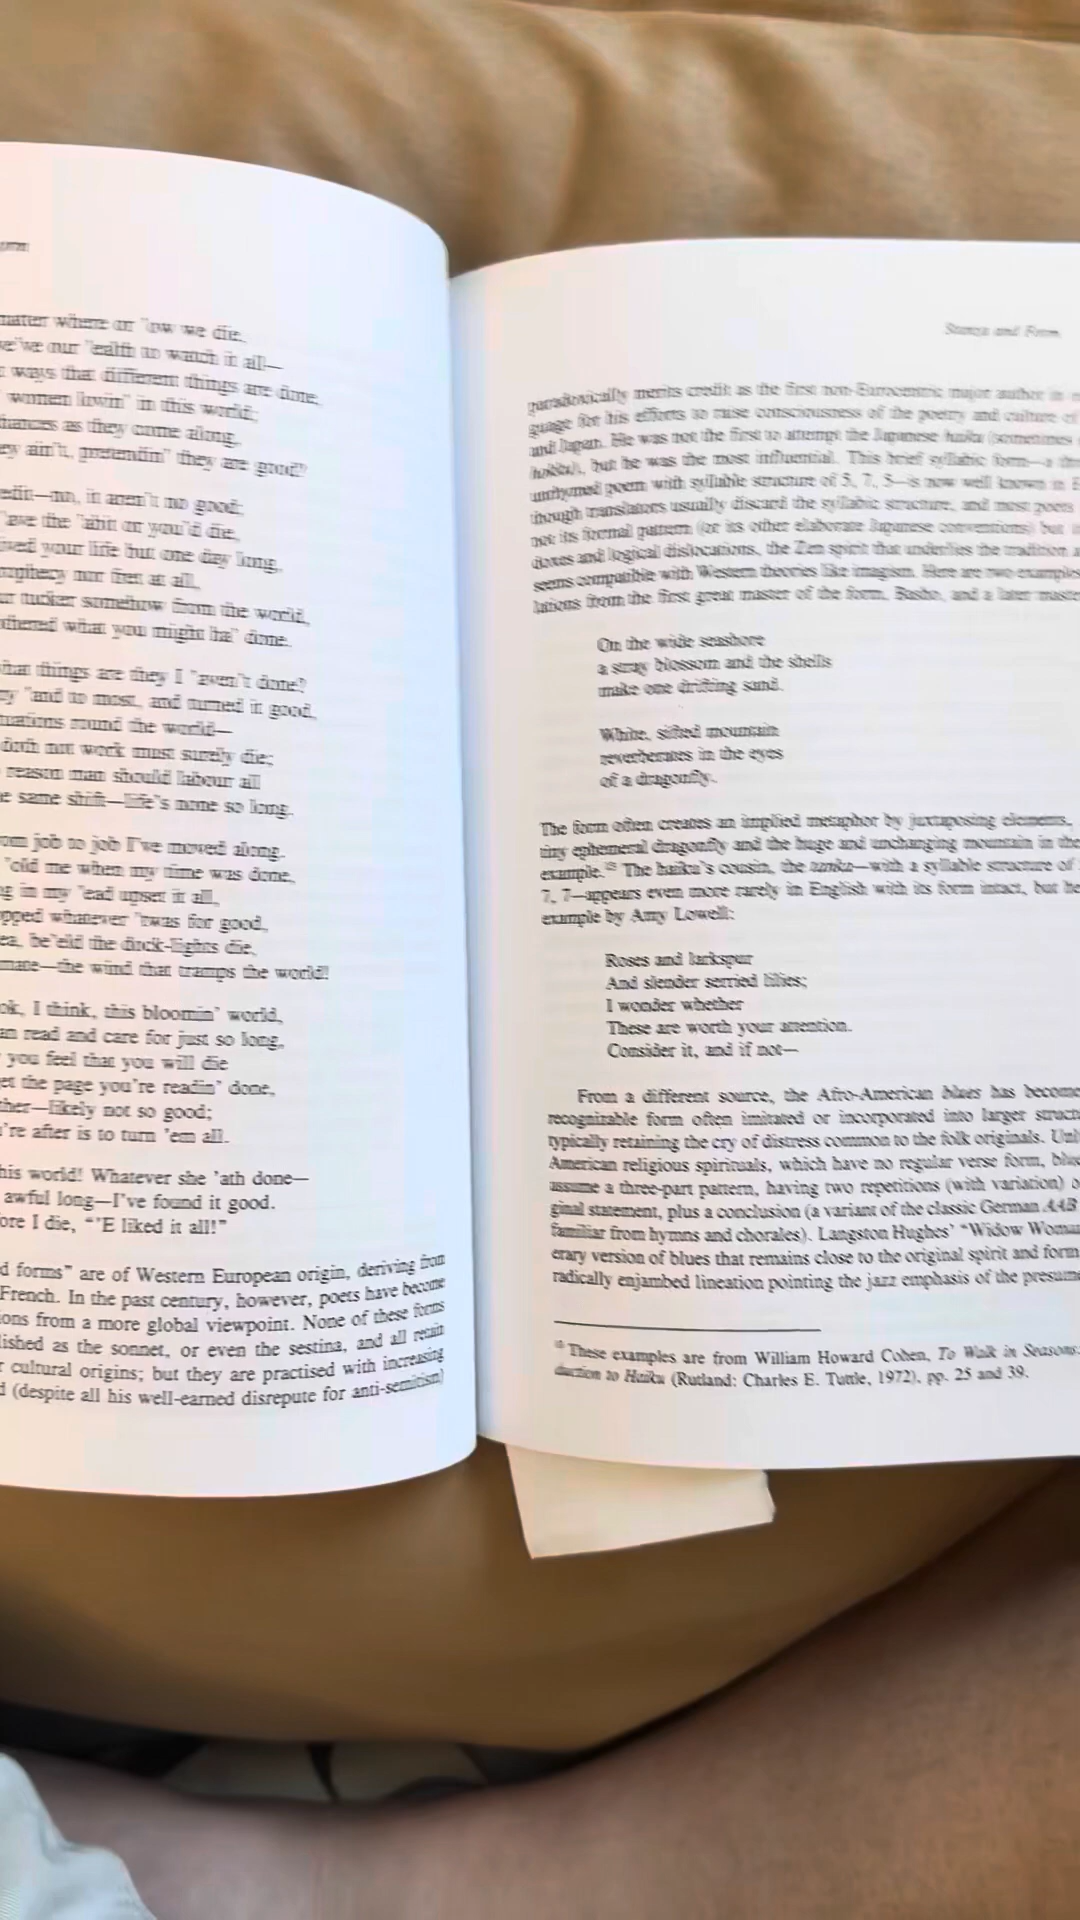 matter where or 'ow we die,
we've our 'ealth to watch it all—
ways that different things are done,
women lovin' in this world;
chances as they come along,
ey ain't, pretendin' they are good?
edit—no, it aren't no good;
'ave the 'abit or you'd die,
lived your life but one day long,
prophecy nor fret at all,
ur tucker somehow from the world,
othered what you might ha' done.
hat things are they I 'aven't done?
y 'and to most, and turned it good,
uations round the world—
doth not work must surely die;
reason man should labour all
e same shift—life's none so long.
om job to job I've moved along.
'old me when my time was done,
g in my 'ead upset it all,
opped whatever 'twas for good,
ea, be'eld the dock-lights die,
mate—the wind that tramps the world!
ok, I think, this bloomin' world,
an read and care for just so long,
you feel that you will die
et the page you're readin' done,
ther—likely not so good;
're after is to turn 'em all.
his world! Whatever she 'ath done—
awful long—I've found it good.
ore I die, "'E liked it all!"
d forms" are of Western European origin, deriving from
French. In the past century, however, poets have become
ions from a more global viewpoint. None of these forms
lished as the sonnet, or even the sestina, and all retain
r cultural origins; but they are practised with increasing
d (despite all his well-earned disrepute for anti-semitism)
Stanza and Form
paradoxically merits credit as the first non-Eurocentric major author in
guage for his efforts to raise consciousness of the poetry and culture of
and Japan. He was not the first to attempt the Japanese haiku (sometimes
hokku), but he was the most influential. This brief syllabic form—a
unrhymed poem with syllable structure of 5, 7, 5—is now well known in
though translators usually discard the syllabic structure, and most poets
not its formal pattern (or its other elaborate Japanese conventions) but
doxes and logical dislocations, the Zen spirit that underlies the tradition
seems compatible with Western theories like imagism. Here are two examples
lations from the first great master of the form, Basho, and a later master
On the wide seashore
a stray blossom and the shells
make one drifting sand.
White, sifted mountain
reverberates in the eyes
of a dragonfly.
The form often creates an implied metaphor by juxtaposing elements,
tiny ephemeral dragonfly and the huge and unchanging mountain in the
example. The haiku's cousin, the tanka—with a syllable structure of
7, 7—appears even more rarely in English with its form intact, but he
example by Amy Lowell:
Roses and larkspur
And slender serried lilies;
I wonder whether
These are worth your attention.
Consider it, and if not—
From a different source, the Afro-American blues has become
recognizable form often imitated or incorporated into larger struct
typically retaining the cry of distress common to the folk originals. Unl
American religious spirituals, which have no regular verse form, blue
assume a three-part pattern, having two repetitions (with variation) o
ginal statement, plus a conclusion (a variant of the classic German AAB
familiar from hymns and chorales). Langston Hughes' "Widow Woma
erary version of blues that remains close to the original spirit and form
radically enjambed lineation pointing the jazz emphasis of the presume
These examples are from William Howard Cohen, To Walk in Seasons:
duction to Haiku (Rutland: Charles E. Tuttle, 1972), pp. 25 and 39.